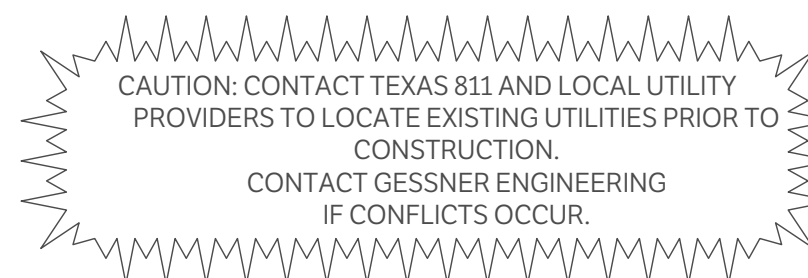 CAUTION: CONTACT TEXAS 811 AND LOCAL UTILITY
PROVIDERS TO LOCATE EXISTING UTILITIES PRIOR TO
CONSTRUCTION.
CONTACT GESSNER ENGINEERING
IF CONFLICTS OCCUR.